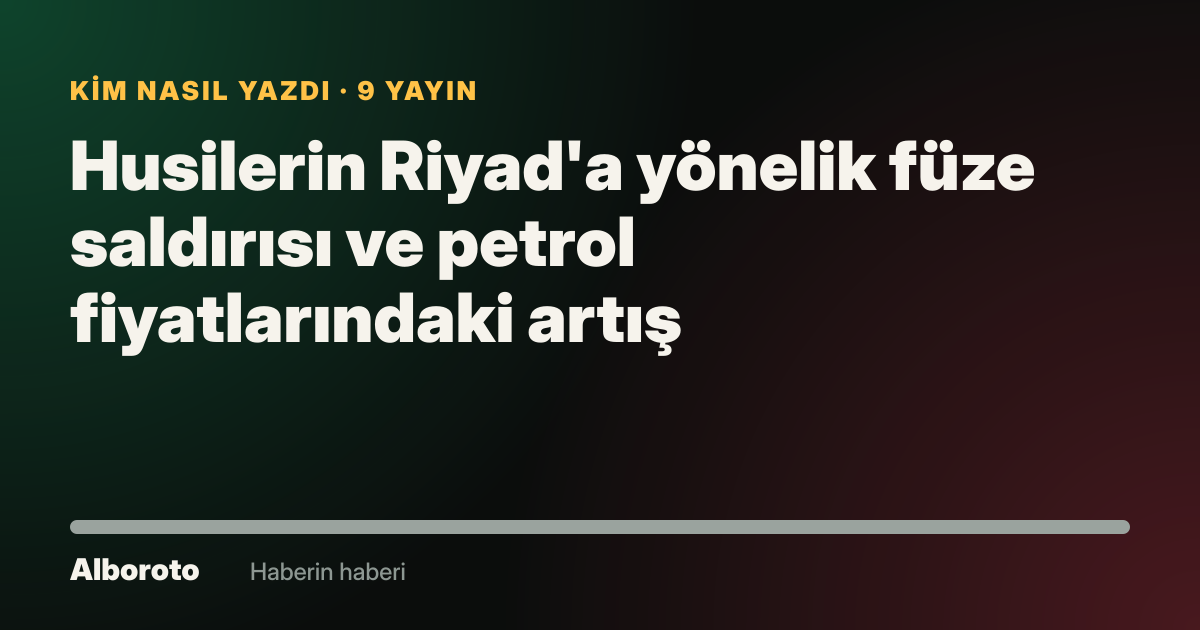 KİM NASIL YAZDI · 9 YAYIN
Husilerin Riyad'a yönelik füze
saldırısı ve petrol
fiyatlarındaki artış
Alboroto
Haberin haberi